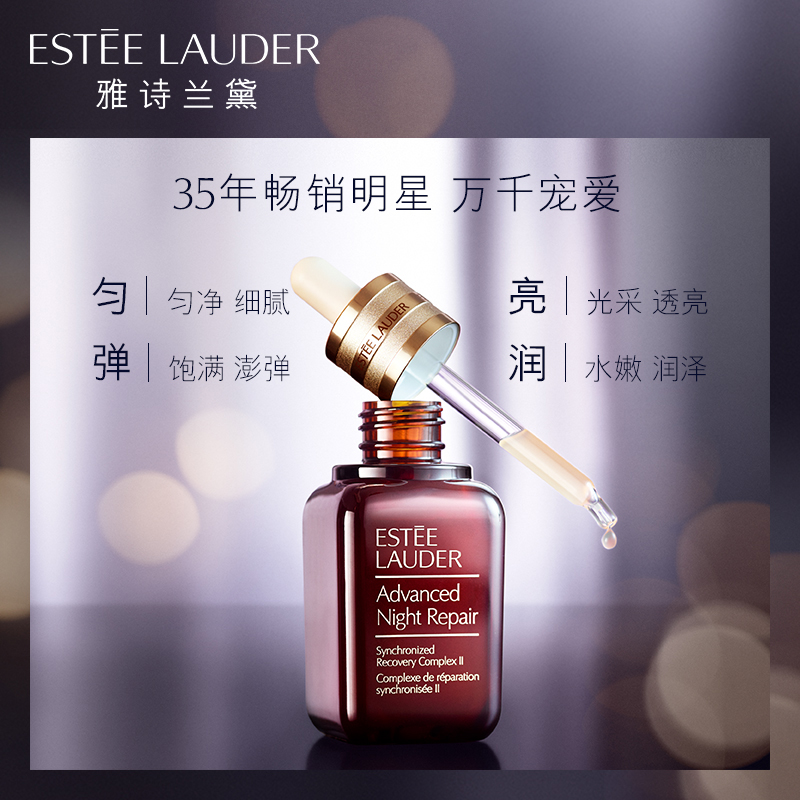 ESTĒE LAUDER
雅诗兰黛
35年畅销明星 万千宠爱
匀 匀净 细腻
亮 光采 透亮
弹 饱满 澎弹
润 水嫩 润泽
ESTĒE LAUDER
ESTĒE
LAUDER
Advanced
Night Repair
Synchronized
Recovery Complex II
Complexe de réparation
synchronisée II